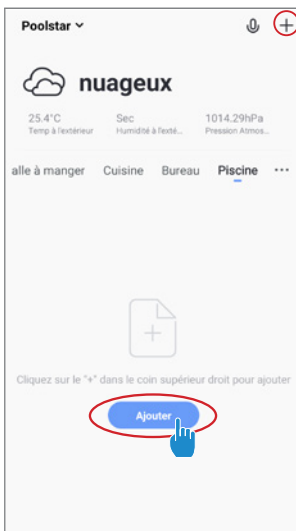 Poolstar
nuageux
25.4°C Sec 1014.29hPa
Temp à l'extérieur Humidité à l'exté... Pression Atmos...
alle à manger Cuisine Bureau Piscine ...
Cliquez sur le "+" dans le coin supérieur droit pour ajouter
Ajouter